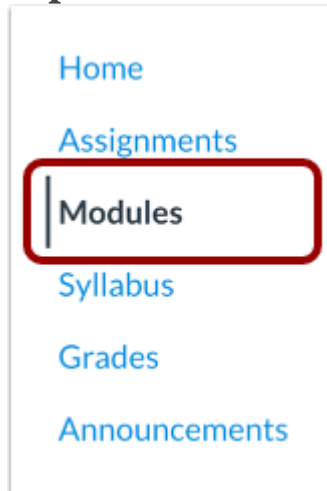 Home
Assignments
Modules
Syllabus
Grades
Announcements